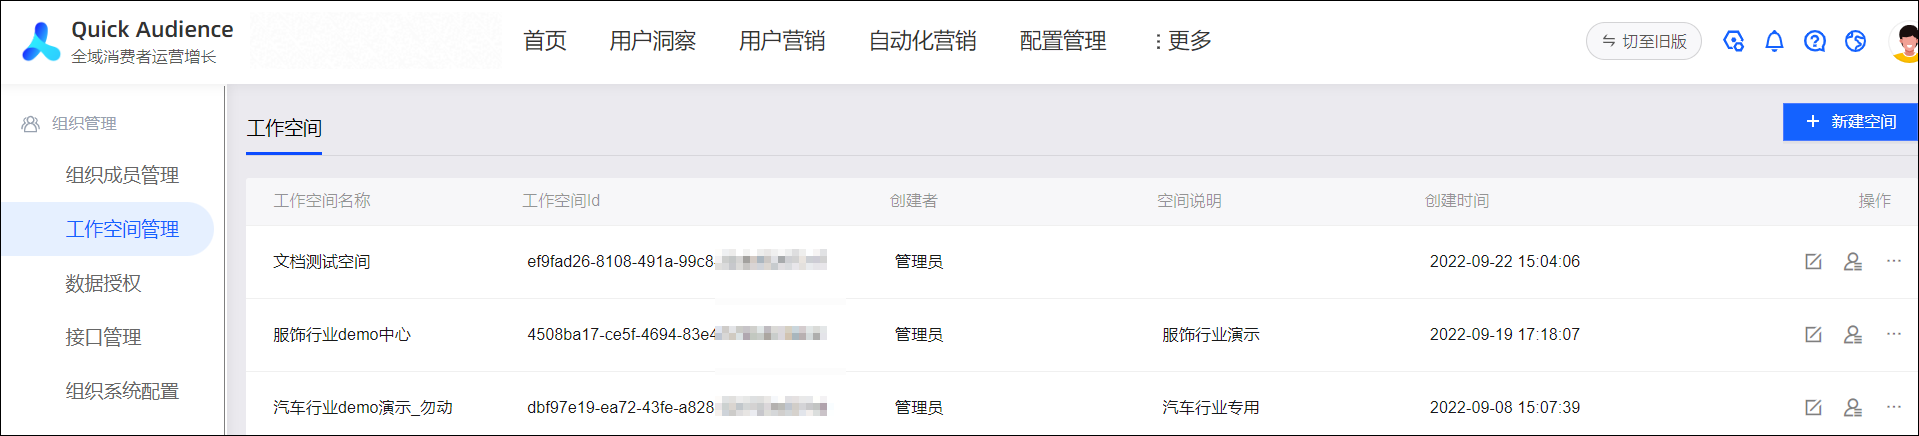 Quick Audience
全域消费者运营增长
首页 用户洞察 用户营销 自动化营销 配置管理 更多
切至旧版
组织管理
组织成员管理
工作空间管理
数据授权
接口管理
组织系统配置
工作空间
+ 新建空间
工作空间名称 工作空间Id 创建者 空间说明 创建时间 操作
文档测试空间 ef9fad26-8108-491a-99c8 管理员 2022-09-22 15:04:06
服饰行业demo中心 4508ba17-ce5f-4694-83e4 管理员 服饰行业演示 2022-09-19 17:18:07
汽车行业demo演示_勿动 dbf97e19-ea72-43fe-a828 管理员 汽车行业专用 2022-09-08 15:07:39